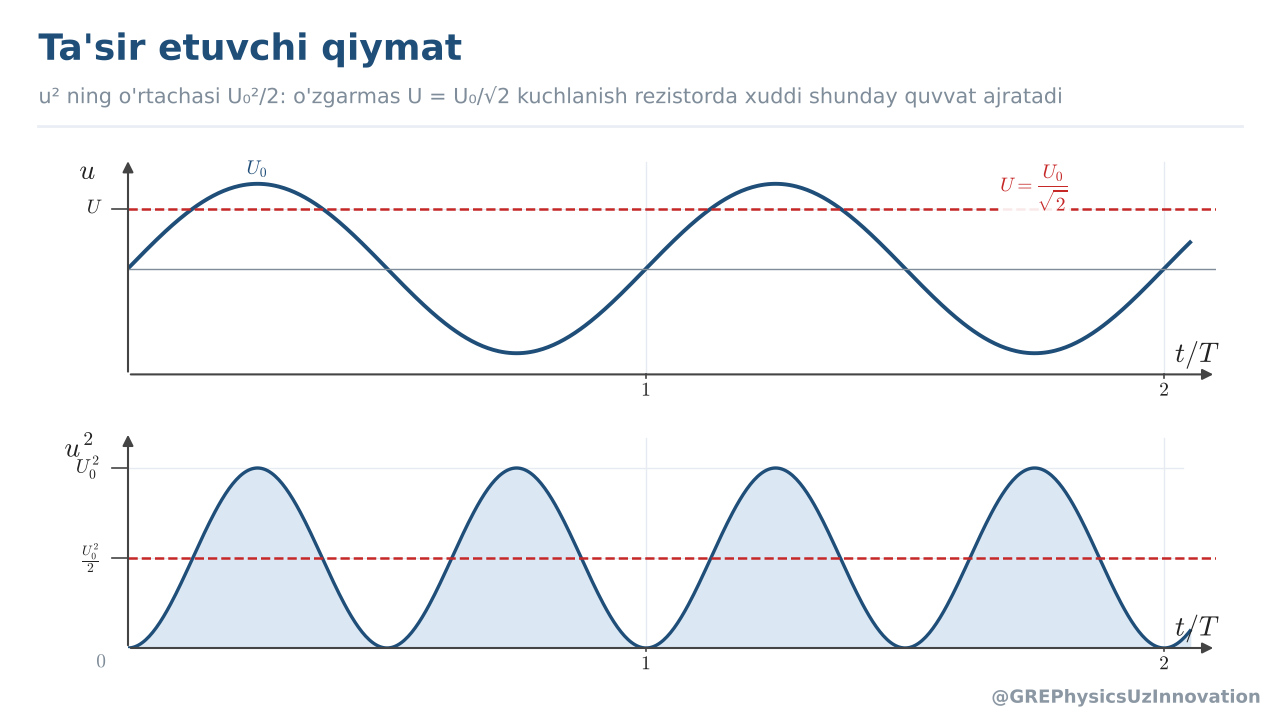 Ta'sir etuvchi qiymat
u² ning o'rtachasi U₀²/2: o'zgarmas U = U₀/√2 kuchlanish rezistorda xuddi shunday quvvat ajratadi
u
U₀
U = U₀/√2
U
t/T
1 2
u²
U₀²
U₀²/2
t/T
0 1 2
@GREPhysicsUzInnovation